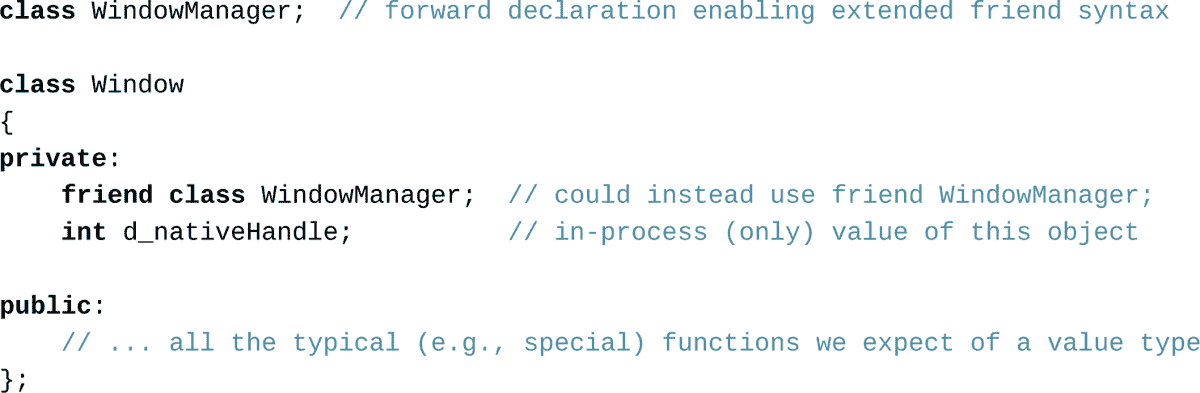 class WindowManager;  // forward declaration enabling extended friend syntax

class Window
{
private:
    friend class WindowManager;  // could instead use friend WindowManager;
    int d_nativeHandle;          // in-process (only) value of this object

public:
    // ... all the typical (e.g., special) functions we expect of a value type
};